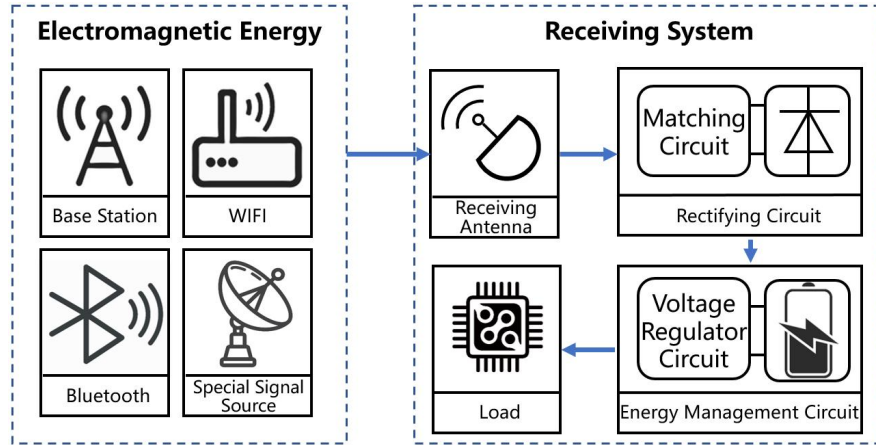 Electromagnetic Energy
Base Station
WIFI
Bluetooth
Special Signal
Source
Receiving System
Receiving
Antenna
Matching
Circuit
Rectifying Circuit
Voltage
Regulator
Circuit
Energy Management Circuit
Load